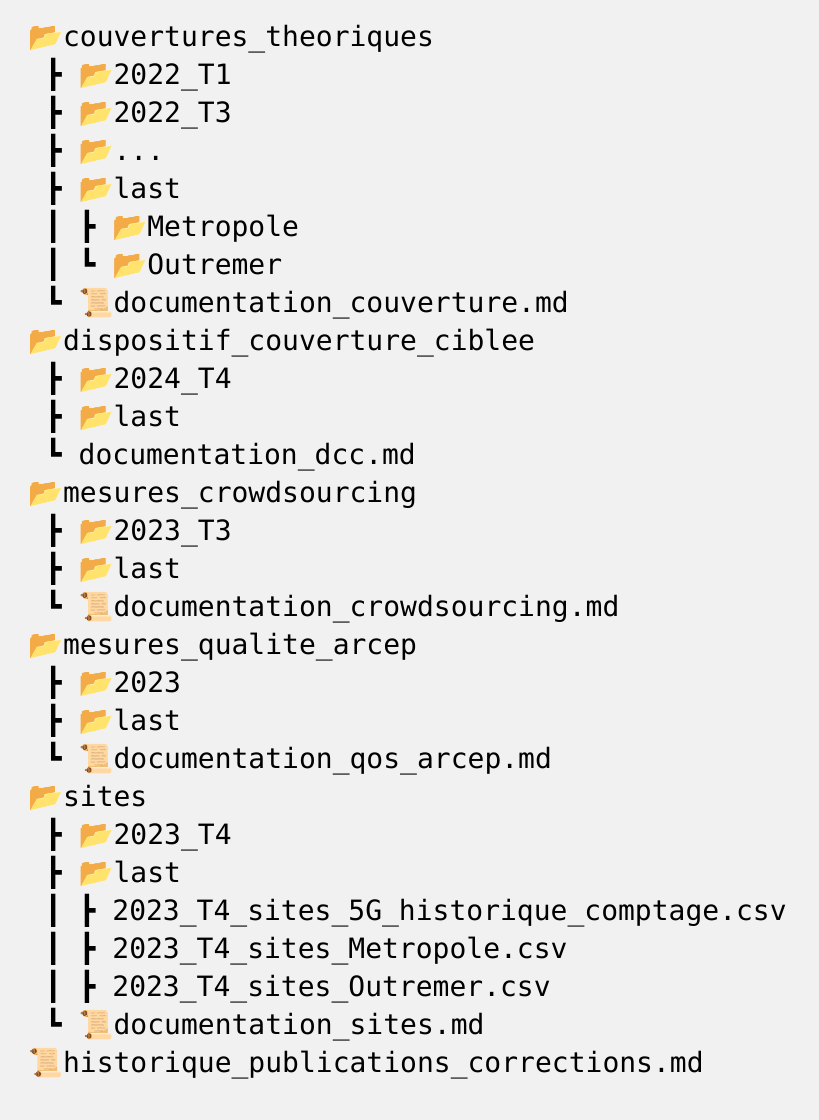 📂couvertures_theoriques
┣ 📂2022_T1
┣ 📂2022_T3
┣ 📂...
┣ 📂last
┃ ┣ 📂Metropole
┃ ┗ 📂Outremer
┗ 📜documentation_couverture.md
📂dispositif_couverture_ciblee
┣ 📂2024_T4
┣ 📂last
┗ documentation_dcc.md
📂mesures_crowdsourcing
┣ 📂2023_T3
┣ 📂last
┗ 📜documentation_crowdsourcing.md
📂mesures_qualite_arcep
┣ 📂2023
┣ 📂last
┗ 📜documentation_qos_arcep.md
📂sites
┣ 📂2023_T4
┣ 📂last
┃ ┣ 2023_T4_sites_5G_historique_comptage.csv
┃ ┣ 2023_T4_sites_Metropole.csv
┃ ┣ 2023_T4_sites_Outremer.csv
┗ 📜documentation_sites.md
📜historique_publications_corrections.md